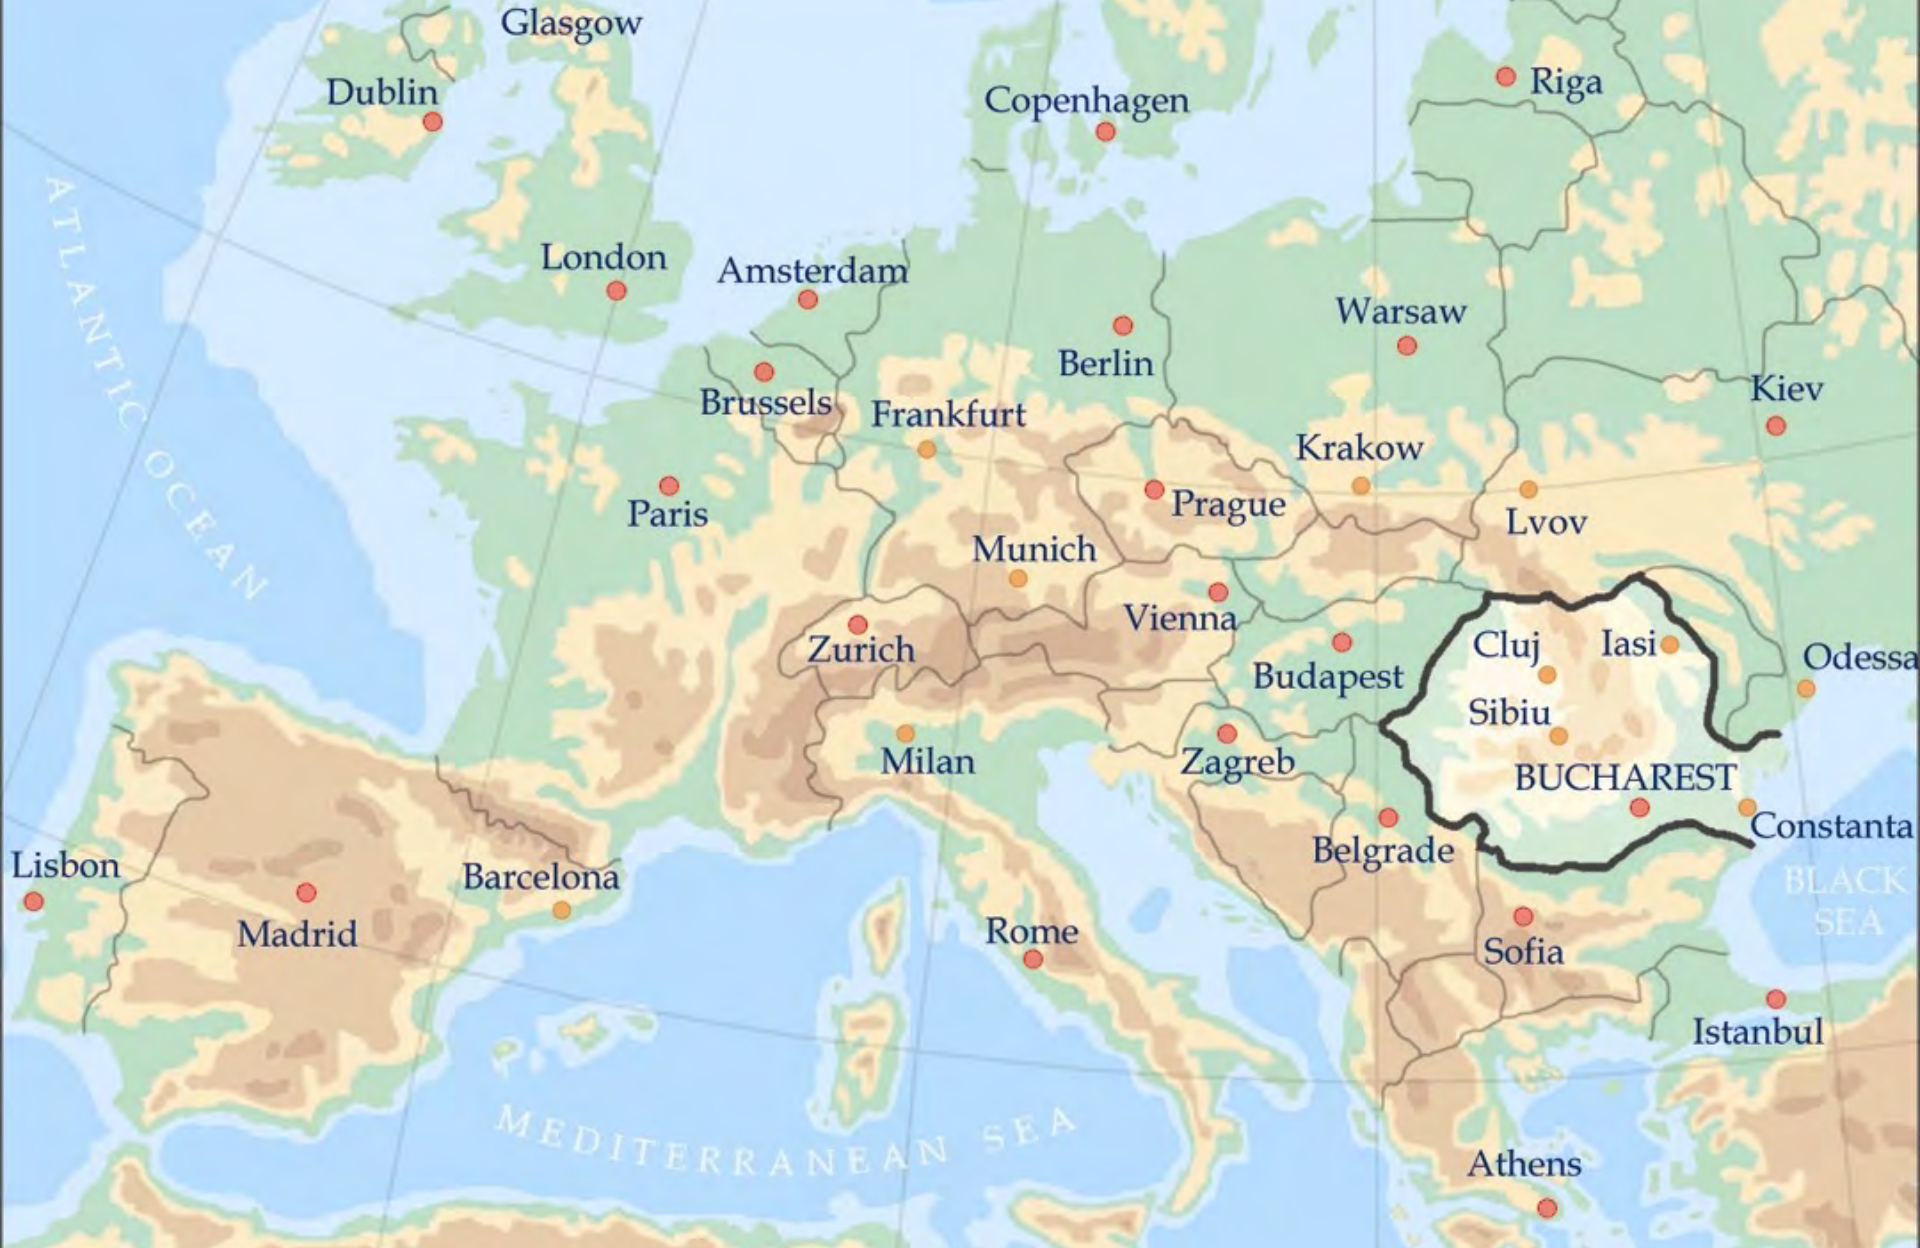 Glasgow
Dublin
Riga
Copenhagen
ATLANTIC OCEAN
London
Amsterdam
Warsaw
Berlin
Brussels
Kiev
Frankfurt
Krakow
Prague
Paris
Lvov
Munich
Vienna
Zurich
Cluj
Iasi
Odessa
Budapest
Sibiu
Milan
Zagreb
BUCHAREST
Constanta
Belgrade
Lisbon
Barcelona
BLACK
SEA
Madrid
Rome
Sofia
Istanbul
MEDITERRANEAN SEA
Athens